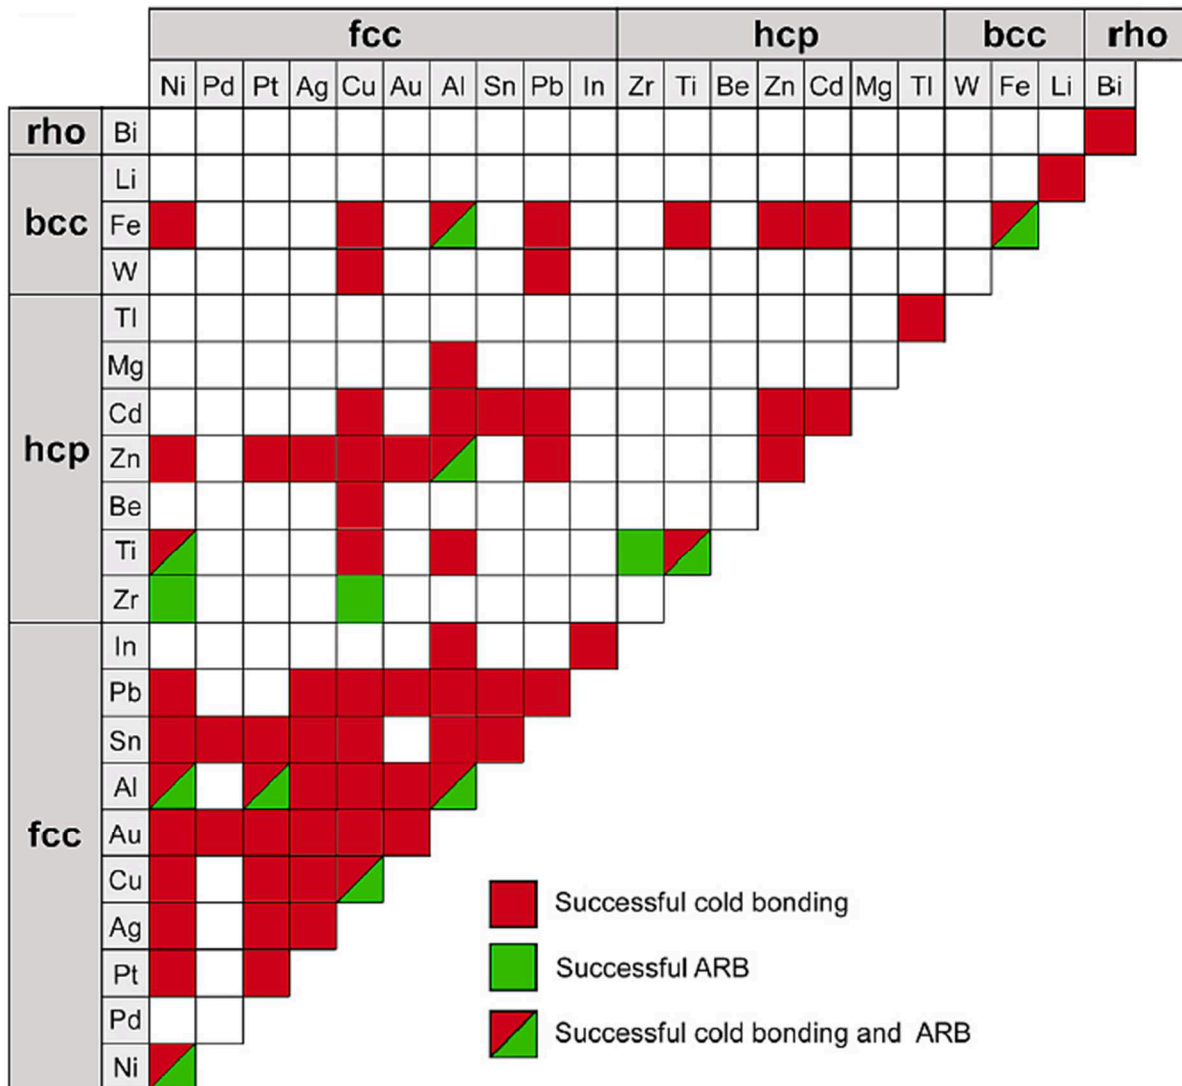 fcc hcp bcc rho
Ni Pd Pt Ag Cu Au Al Sn Pb In Zr Ti Be Zn Cd Mg Tl W Fe Li Bi
rho Bi
Li
bcc Fe
W
Tl
Mg
Cd
hcp Zn
Be
Ti
Zr
In
Pb
Sn
Al
fcc Au
Cu
Ag
Pt
Pd
Ni
Successful cold bonding
Successful ARB
Successful cold bonding and ARB